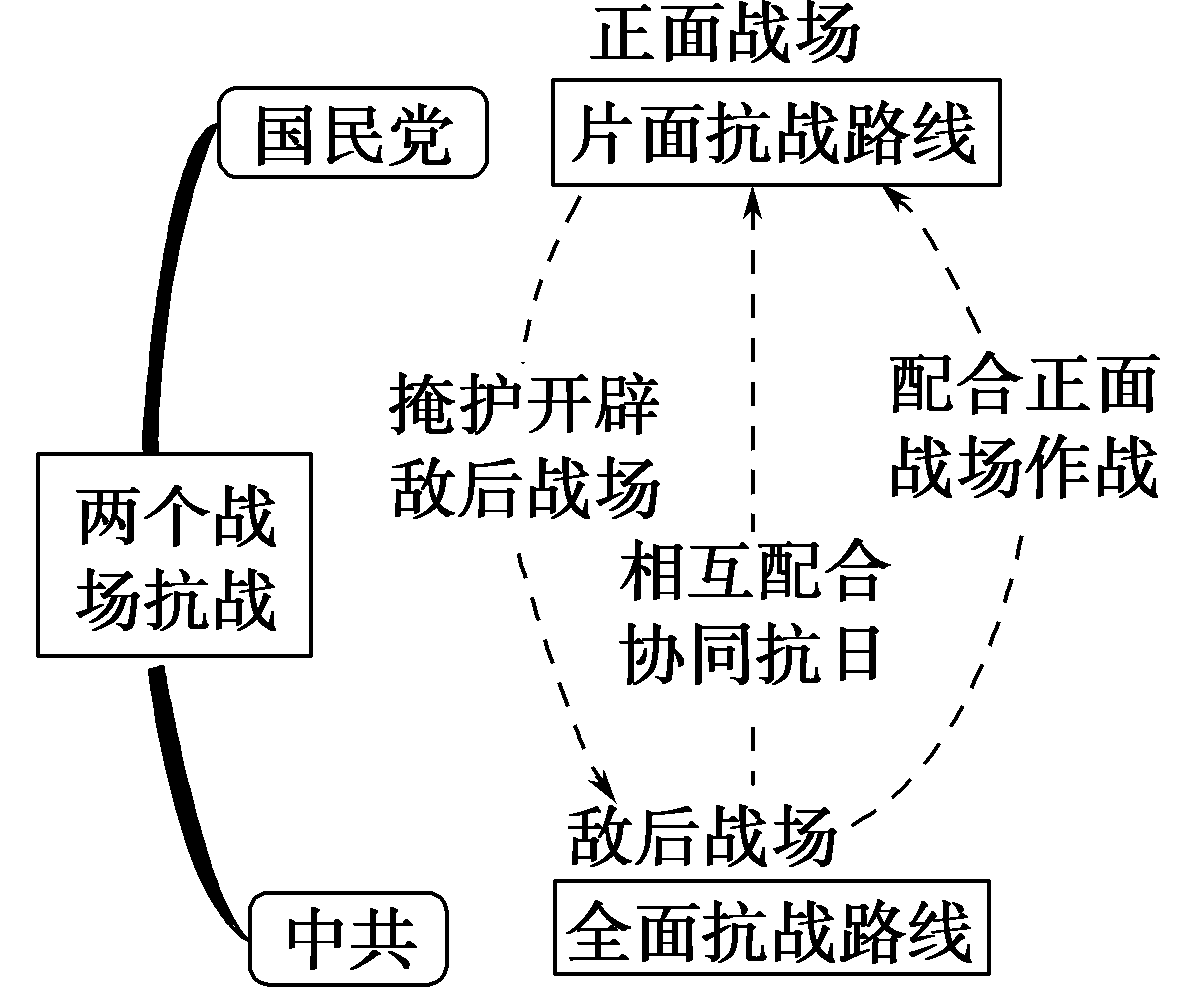 正面战场
国民党
片面抗战路线
掩护开辟
敌后战场
配合正面
战场作战
两个战
场抗战
相互配合
协同抗日
敌后战场
中共
全面抗战路线